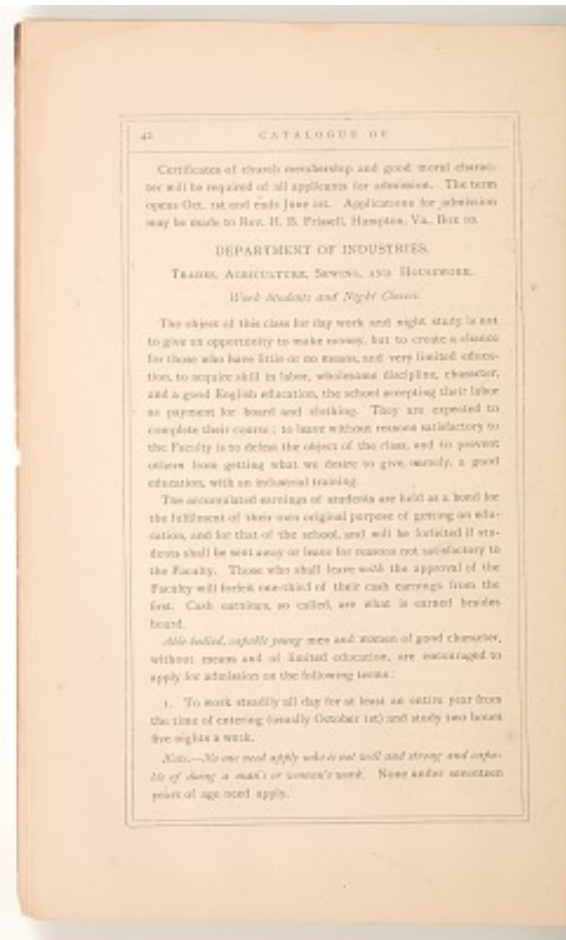 42
CATALOGUE OF
Certificates of church membership and good moral charac-
ter will be required of all applicants for admission. The term
opens Oct. 1st and ends June 1st. Applications for admission
may be made to Rev. H. B. Frissell, Hampton, Va., Box 10.
DEPARTMENT OF INDUSTRIES.
TRADES, AGRICULTURE, SEWING, AND HOUSEWORK.
Work Students and Night Classes.
The object of this class for day work and night study is not
to give an opportunity to make money, but to create a chance
for those who have little or no means, and very limited educa-
tion, to acquire skill in labor, wholesome discipline, character,
and a good English education, the school accepting their labor
as payment for board and clothing. They are expected to
complete their course ; to leave without reasons satisfactory to
the Faculty is to defeat the object of the class, and to prevent
others from getting what we desire to give, namely, a good
education, with an industrial training.
The accumulated earnings of students are held as a bond for
the fulfilment of their own original purpose of getting an edu-
cation, and for that of the school, and will be forfeited if stu-
dents shall be sent away or leave for reasons not satisfactory to
the Faculty. Those who shall leave with the approval of the
Faculty will forfeit one-third of their cash earnings from the
first. Cash earnings, so called, are what is earned besides
board.
Able-bodied, capable young men and women of good character,
without means and of limited education, are encouraged to
apply for admission on the following terms :
1. To work steadily all day for at least an entire year from
the time of entering (usually October 1st) and study two hours
five nights a week.
Note.—No one need apply who is not well and strong and capa-
ble of doing a man's or woman's work. None under seventeen
years of age need apply.